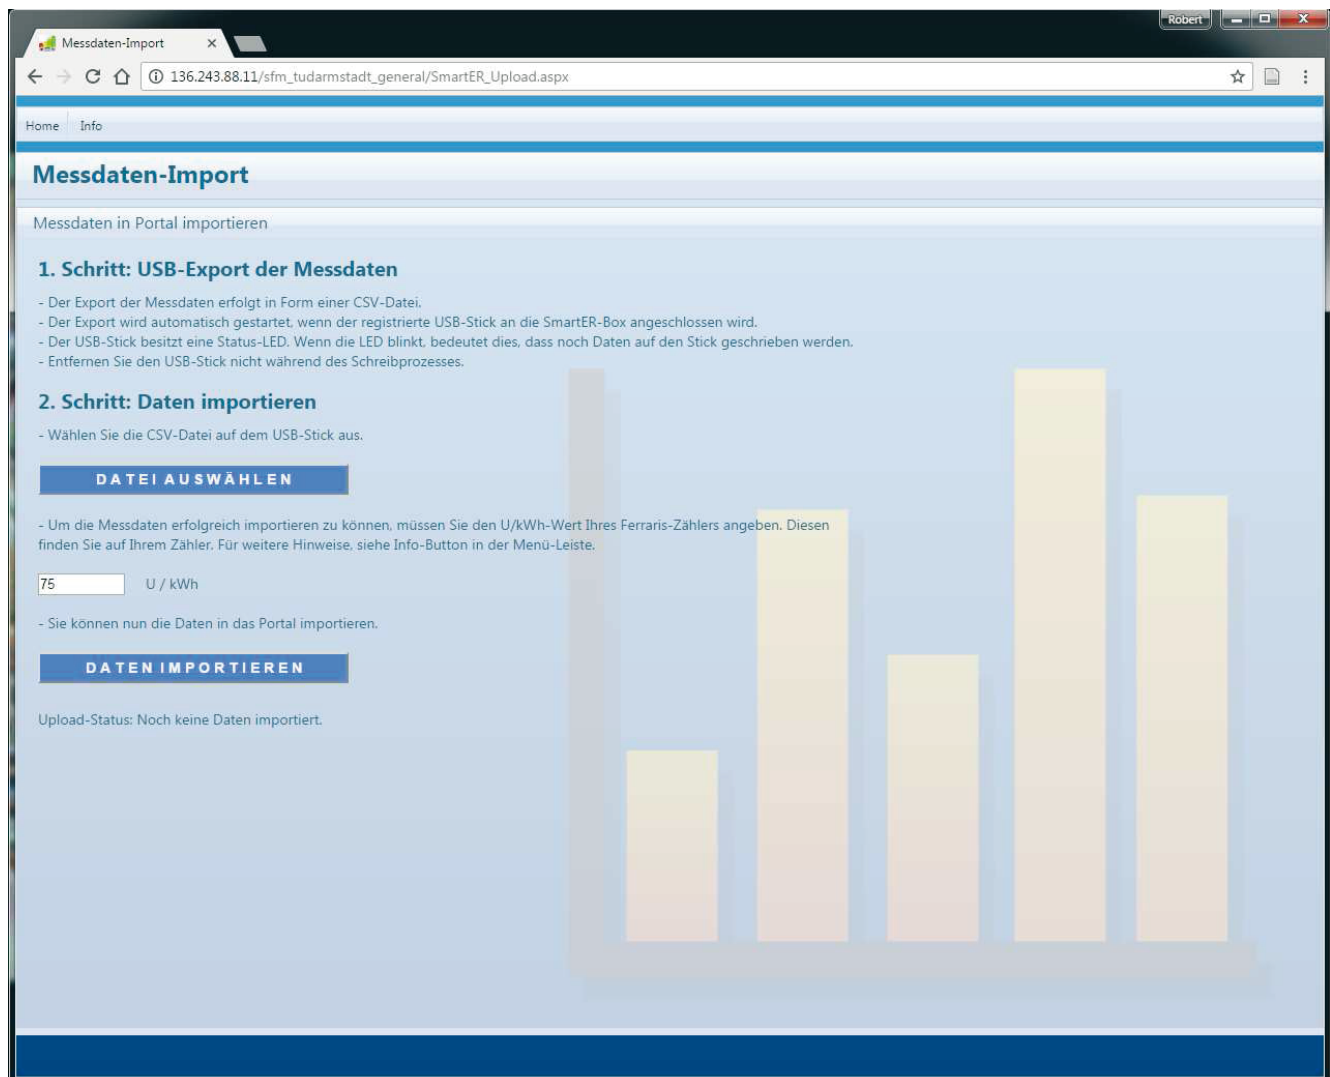 Robert
Messdaten-Import
136.243.88.11/sfm_tudarmstadt_general/SmartER_Upload.aspx
Home Info
Messdaten-Import
Messdaten in Portal importieren
1. Schritt: USB-Export der Messdaten
- Der Export der Messdaten erfolgt in Form einer CSV-Datei.
- Der Export wird automatisch gestartet, wenn der registrierte USB-Stick an die SmartER-Box angeschlossen wird.
- Der USB-Stick besitzt eine Status-LED. Wenn die LED blinkt, bedeutet dies, dass noch Daten auf den Stick geschrieben werden.
- Entfernen Sie den USB-Stick nicht während des Schreibprozesses.
2. Schritt: Daten importieren
- Wählen Sie die CSV-Datei auf dem USB-Stick aus.
DATEI AUSWÄHLEN
- Um die Messdaten erfolgreich importieren zu können, müssen Sie den U/kWh-Wert Ihres Ferraris-Zählers angeben. Diesen
finden Sie auf Ihrem Zähler. Für weitere Hinweise, siehe Info-Button in der Menü-Leiste.
75 U / kWh
- Sie können nun die Daten in das Portal importieren.
DATEN IMPORTIEREN
Upload-Status: Noch keine Daten importiert.